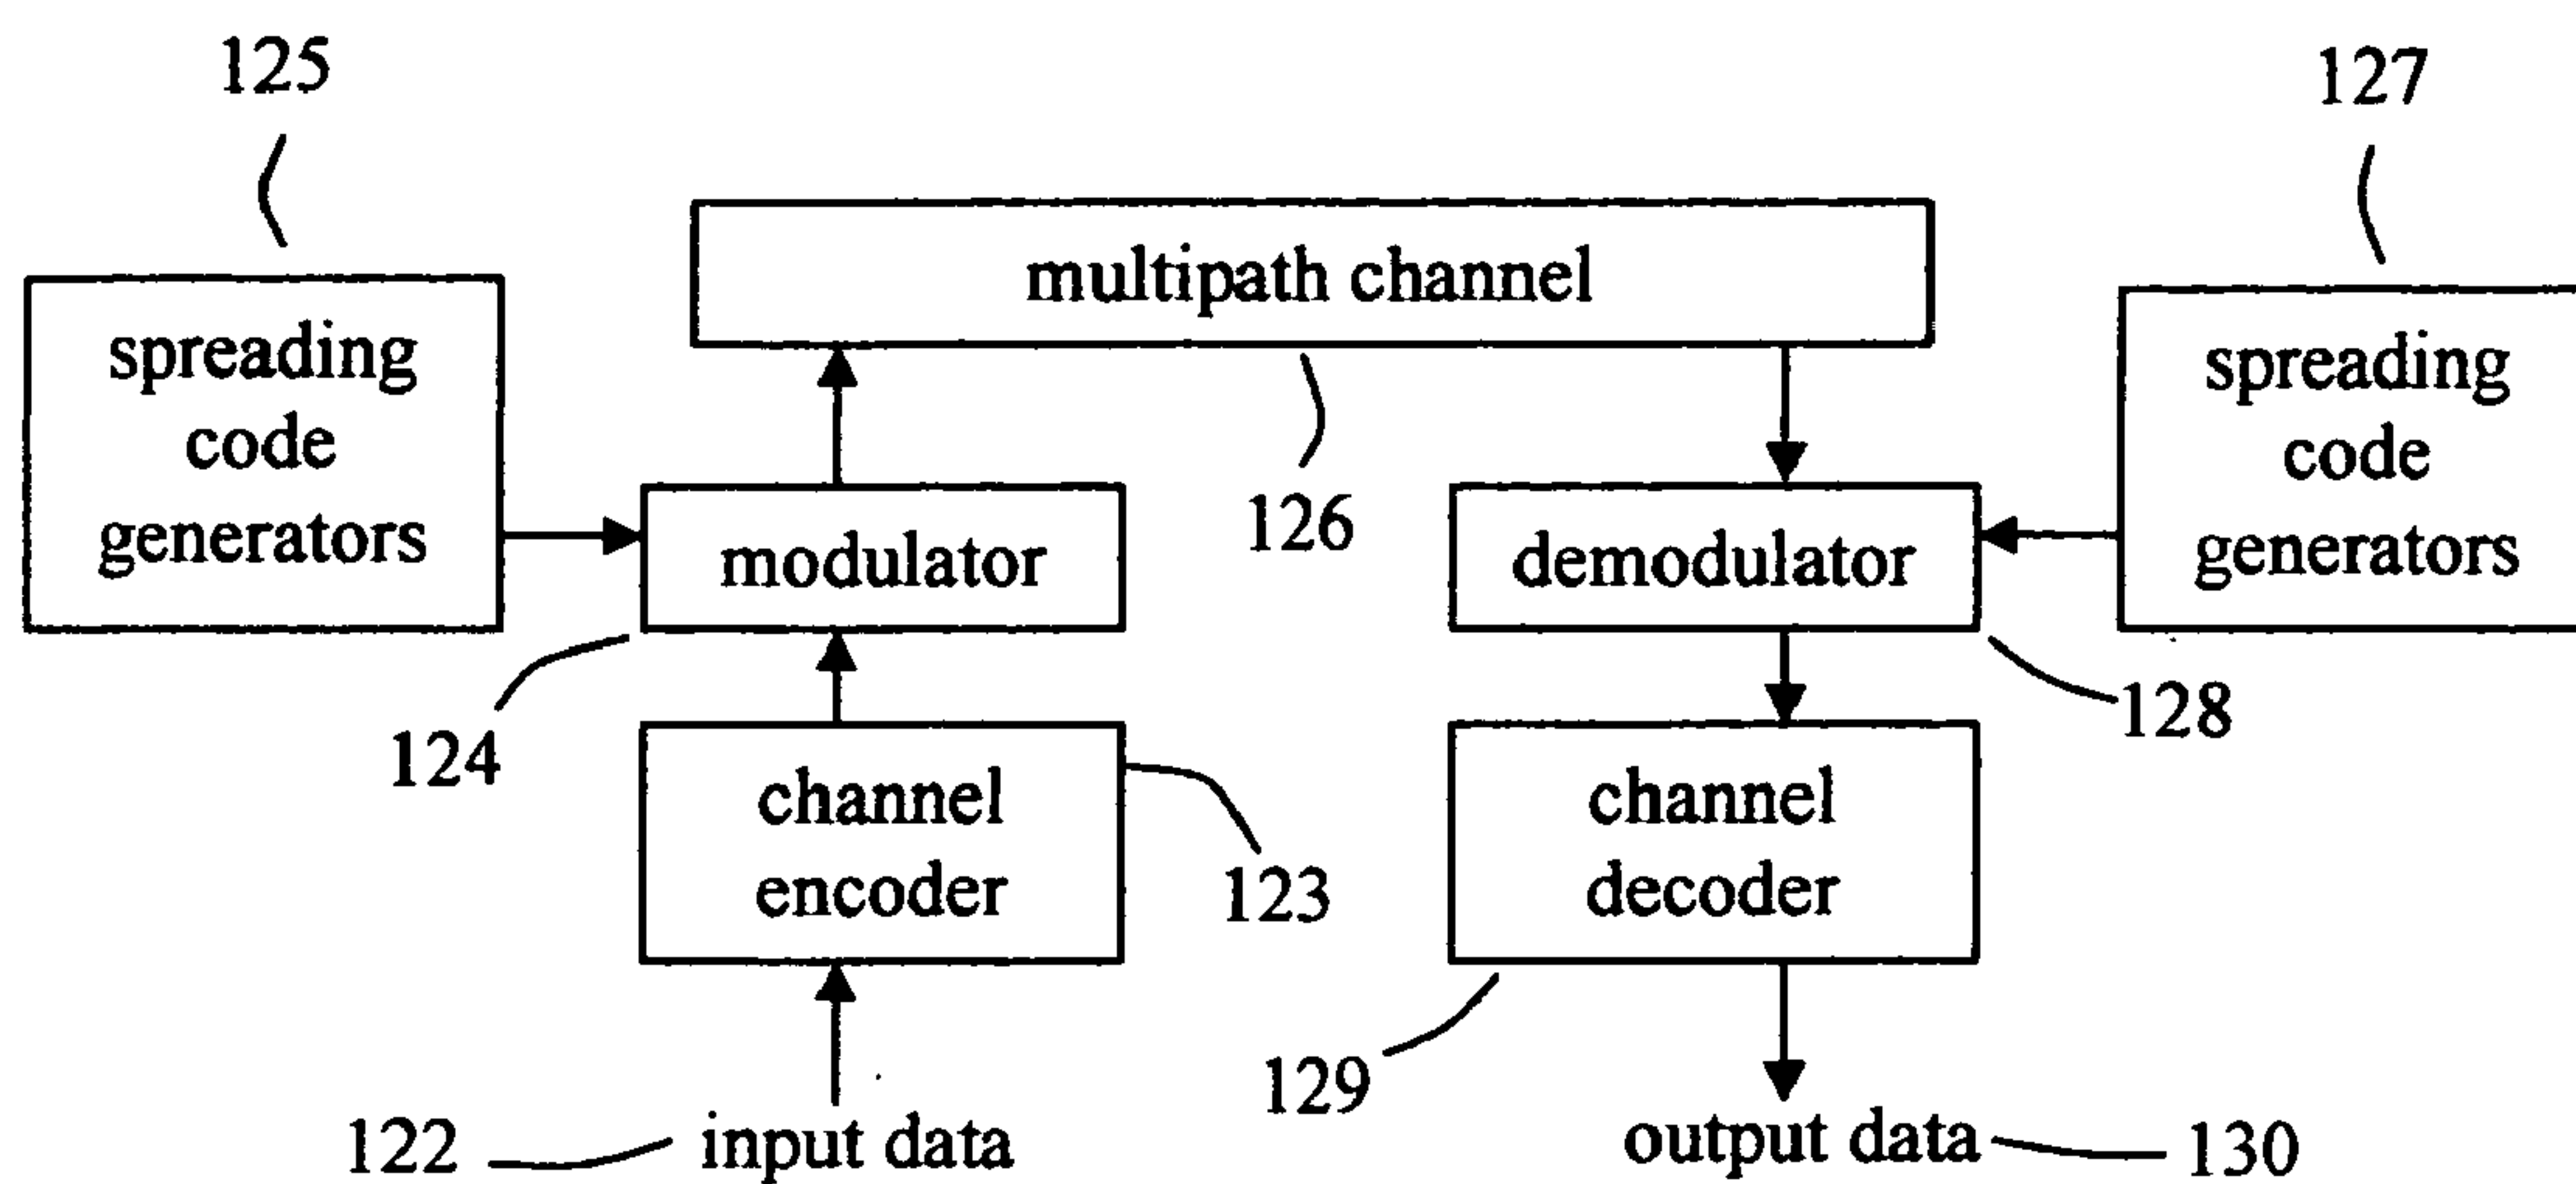 125
127
multipath channel
spreading
code
generators
spreading
code
generators
126
modulator
demodulator
124
128
channel
encoder
123
channel
decoder
129
122
input data
output data
130